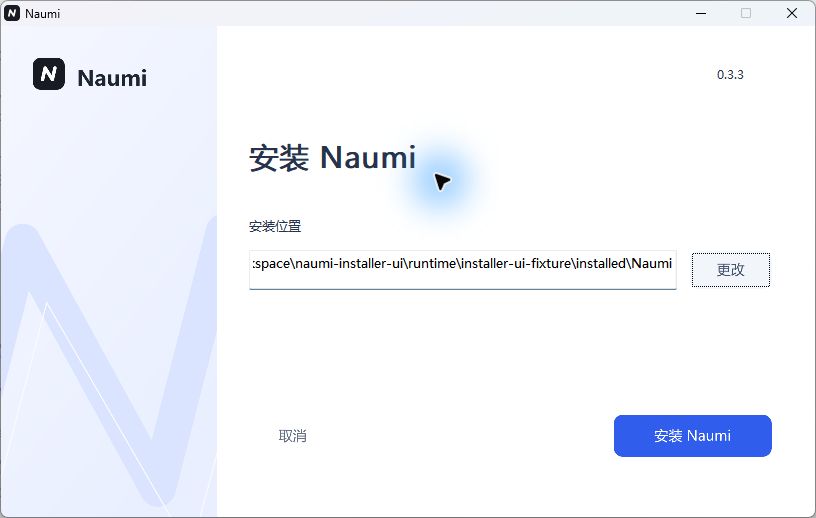 Naumi
Naumi
0.3.3
安装 Naumi
安装位置
space\naumi-installer-ui\runtime\installer-ui-fixture\installed\Naumi
更改
取消
安装 Naumi